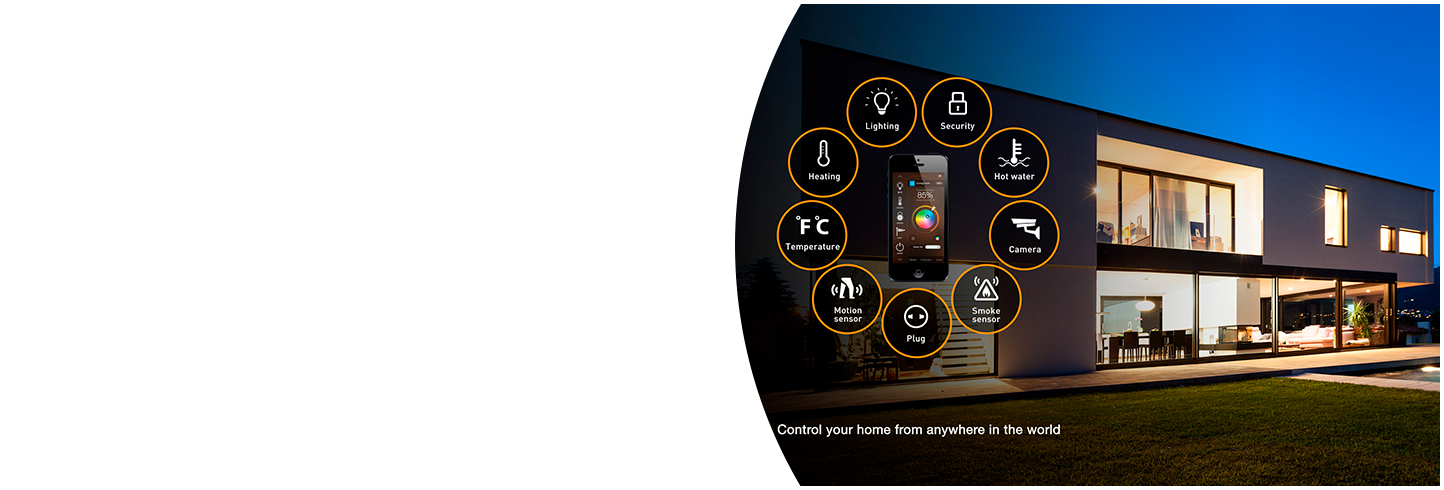 Lighting
Security
Heating
Hot water
°F°C
Temperature
Camera
85%
Motion
sensor
Smoke
sensor
Plug
Control your home from anywhere in the world